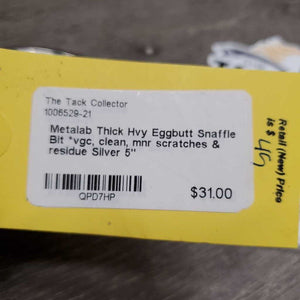 The Tack Collector
1006529-21
Metalab Thick Hvy Eggbutt Snaffle
Bit *vgc, clean, mnr scratches &
residue Silver 5"
$31.00
QPD7HP
Retail (New) Price
is $ 49